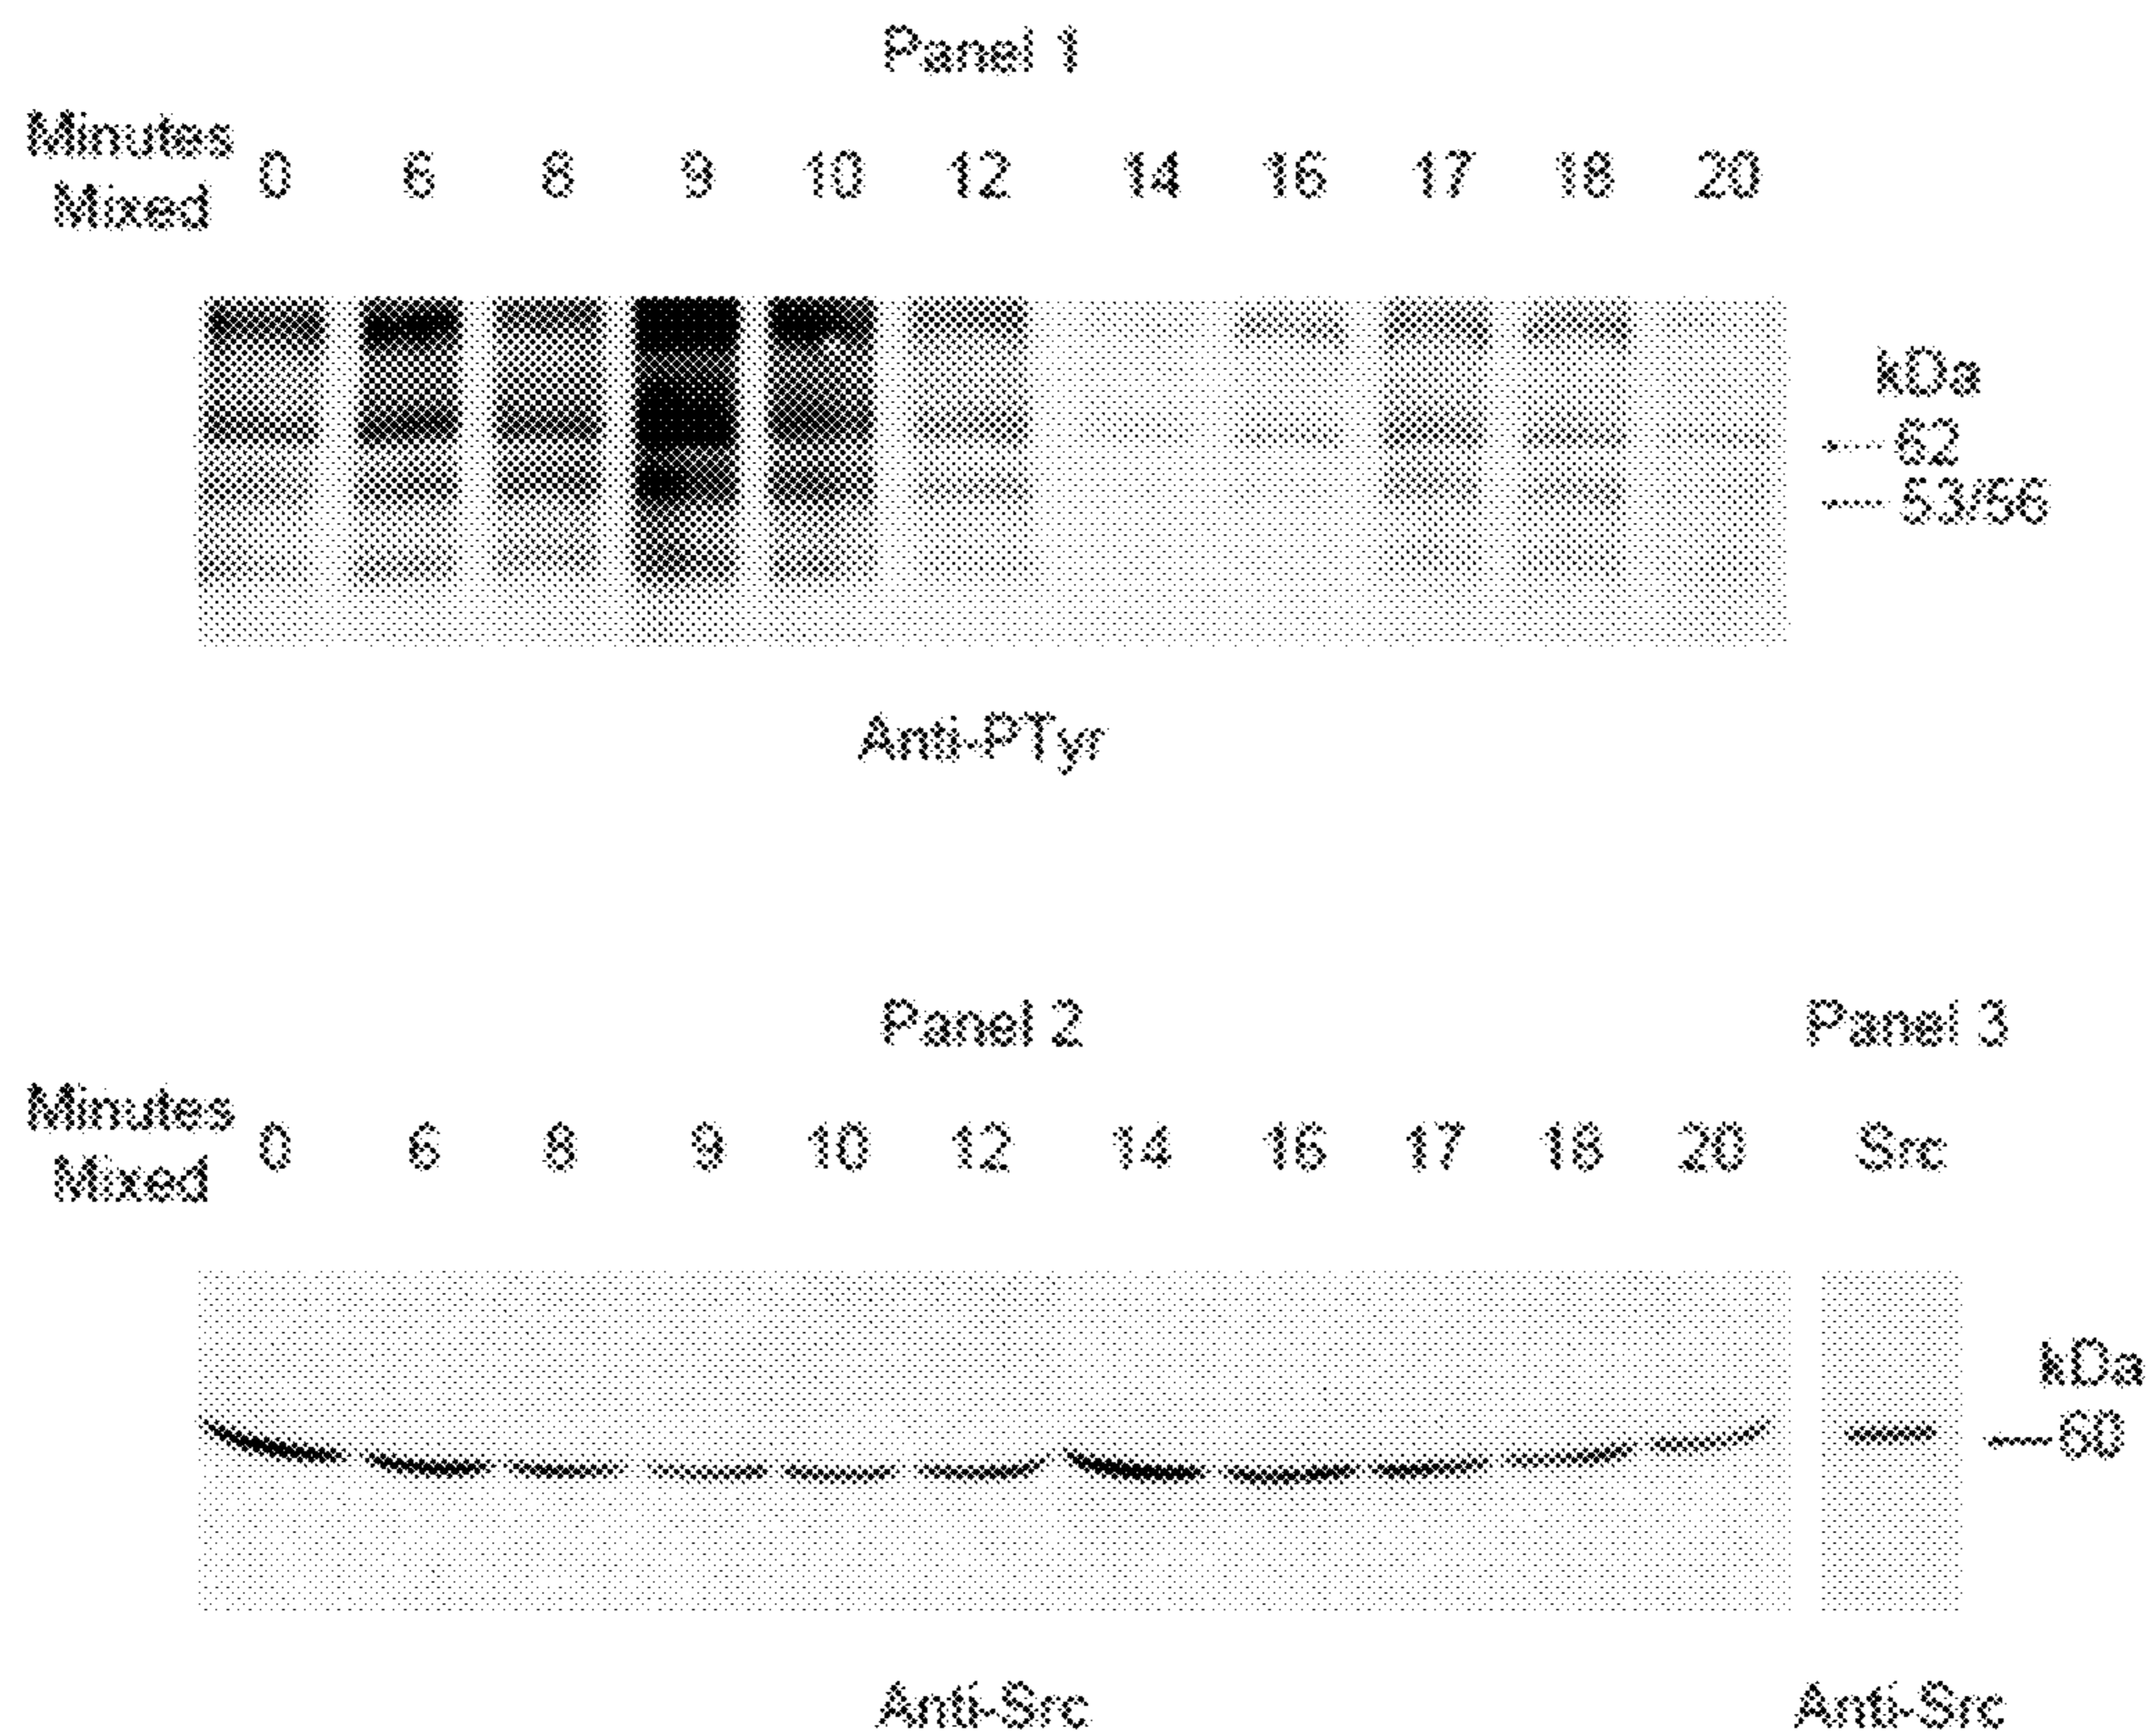 Panel 1
Minutes Mixed 0 6 8 9 10 12 14 16 17 18 20
kDa
62
53/56
Anti-PTyr
Panel 2 Panel 3
Minutes Mixed 0 6 8 9 10 12 14 16 17 18 20 Src
kDa
60
Anti-Src Anti-Src